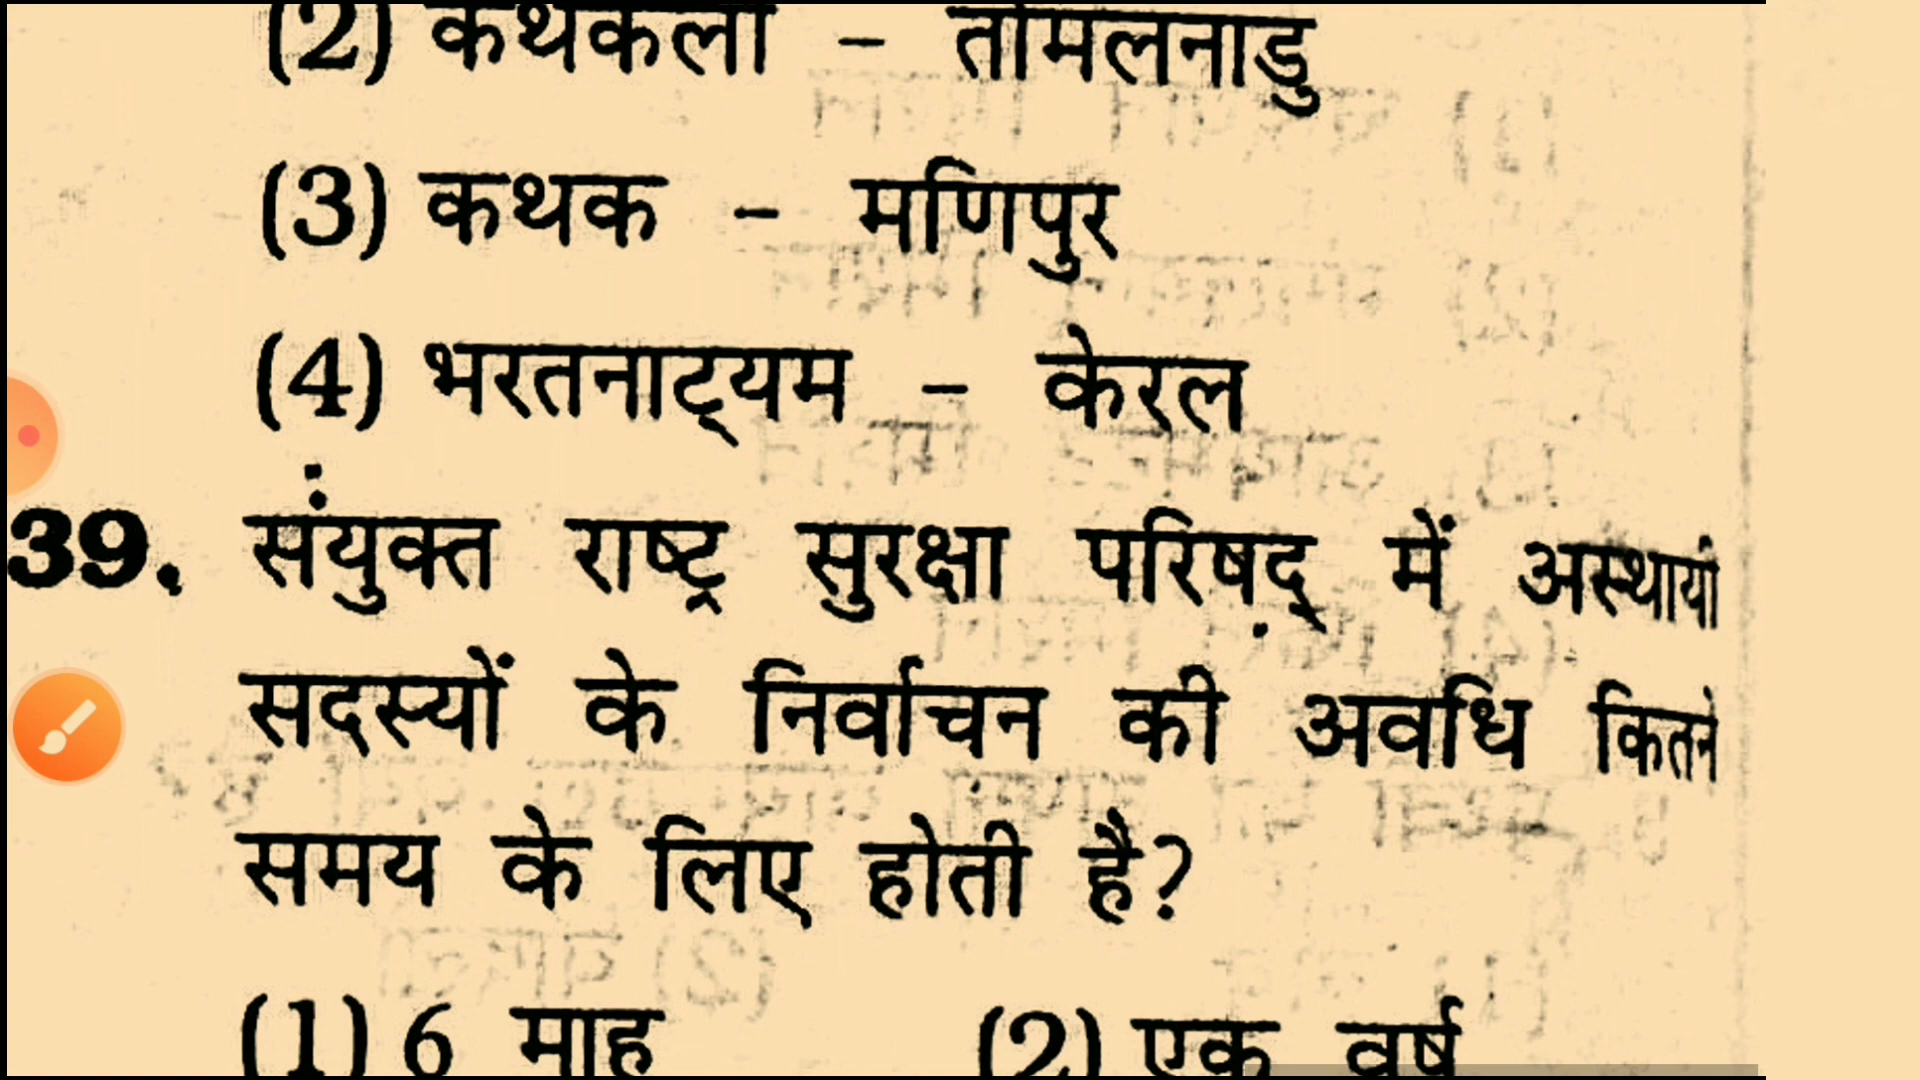 (2) कथकली - तमिलनाडु
(3) कथक - मणिपुर
(4) भरतनाट्यम - केरल
39. संयुक्त राष्ट्र सुरक्षा परिषद् में अस्थायी
सदस्यों के निर्वाचन की अवधि कितने
समय के लिए होती है?
(1) 6 माह (2) एक वर्ष